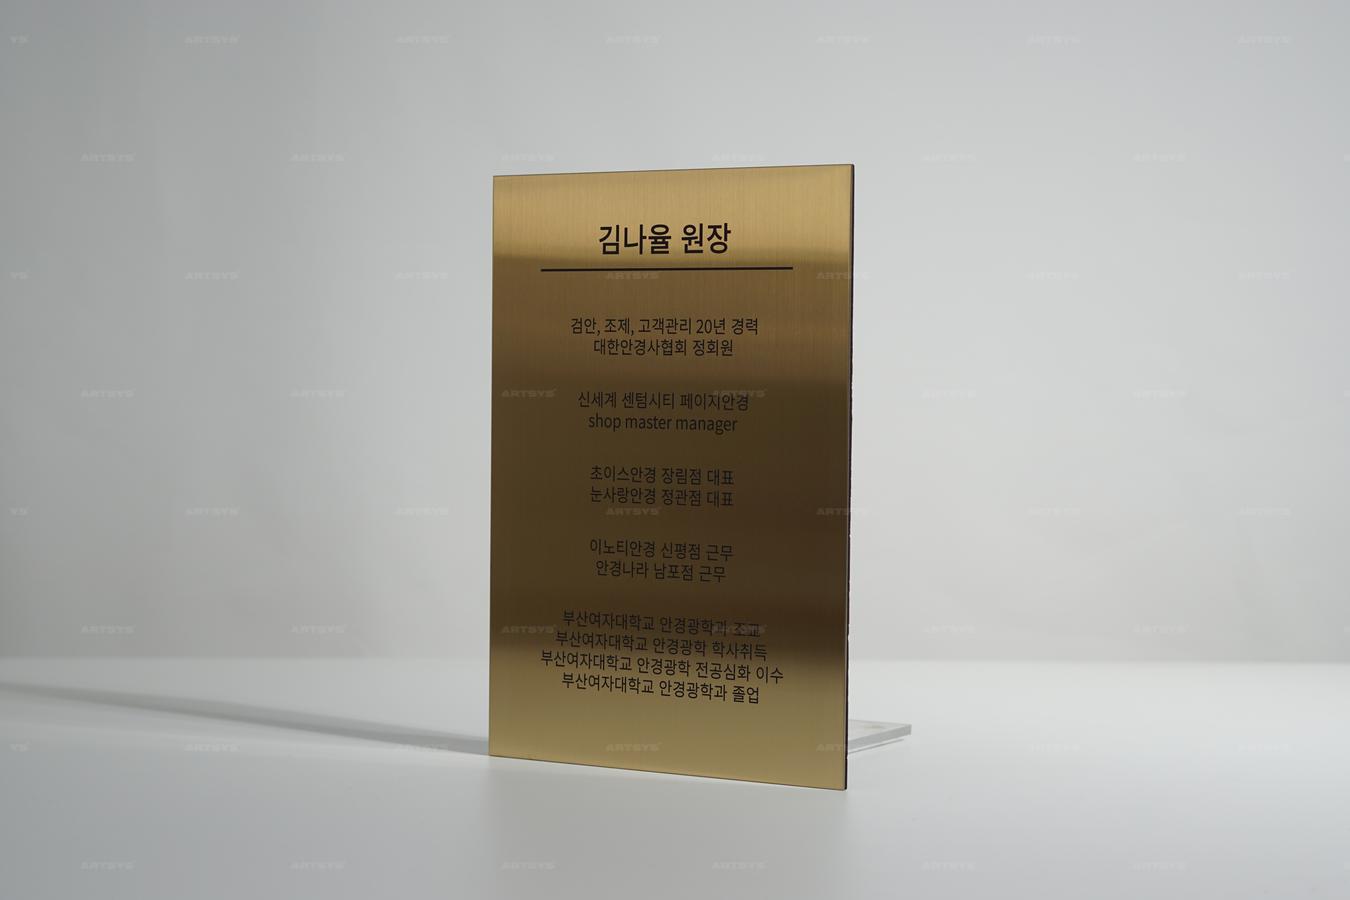 김나율 원장
검안, 조제, 고객관리 20년 경력
대한안경사협회 정회원
신세계 센텀시티 페이지안경
shop master manager
초이스안경 장림점 대표
눈사랑안경 정관점 대표
이노티안경 신평점 근무
안경나라 남포점 근무
부산여자대학교 안경광학과 조교
부산여자대학교 안경광학 학사취득
부산여자대학교 안경광학 전공심화 이수
부산여자대학교 안경광학과 졸업
ARTSYS